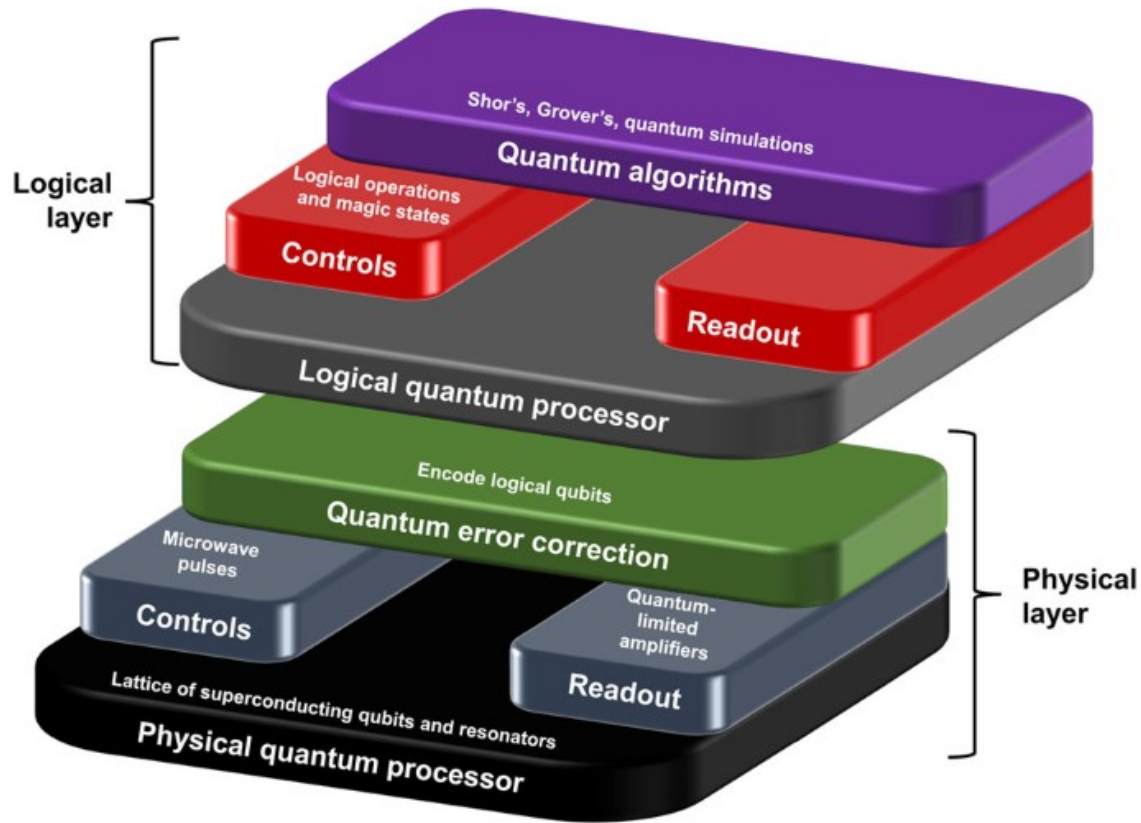 Shor's, Grover's, quantum simulations
Quantum algorithms
Logical
layer
Logical operations
and magic states
Controls
Readout
Logical quantum processor
Encode logical qubits
Quantum error correction
Microwave
pulses
Controls
Quantum-
limited
amplifiers
Readout
Physical
layer
Lattice of superconducting qubits and resonators
Physical quantum processor